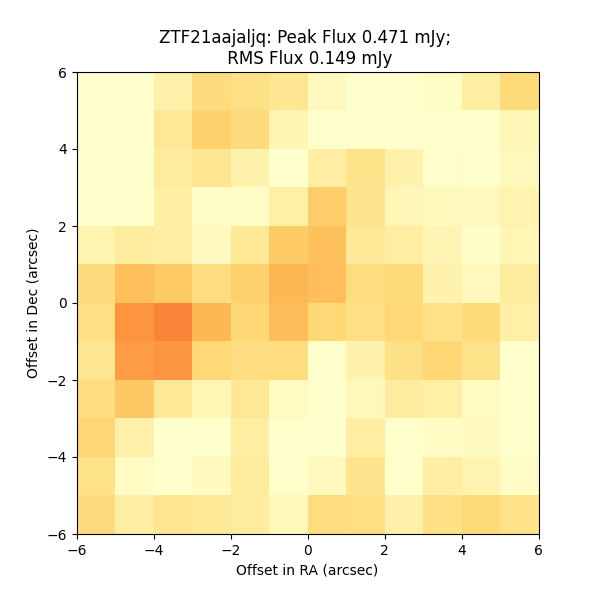 ZTF21aajaljq: Peak Flux 0.471 mJy;
RMS Flux 0.149 mJy
6
4
2
0
−2
−4
−6
Offset in Dec (arcsec)
−6 −4 −2 0 2 4 6
Offset in RA (arcsec)